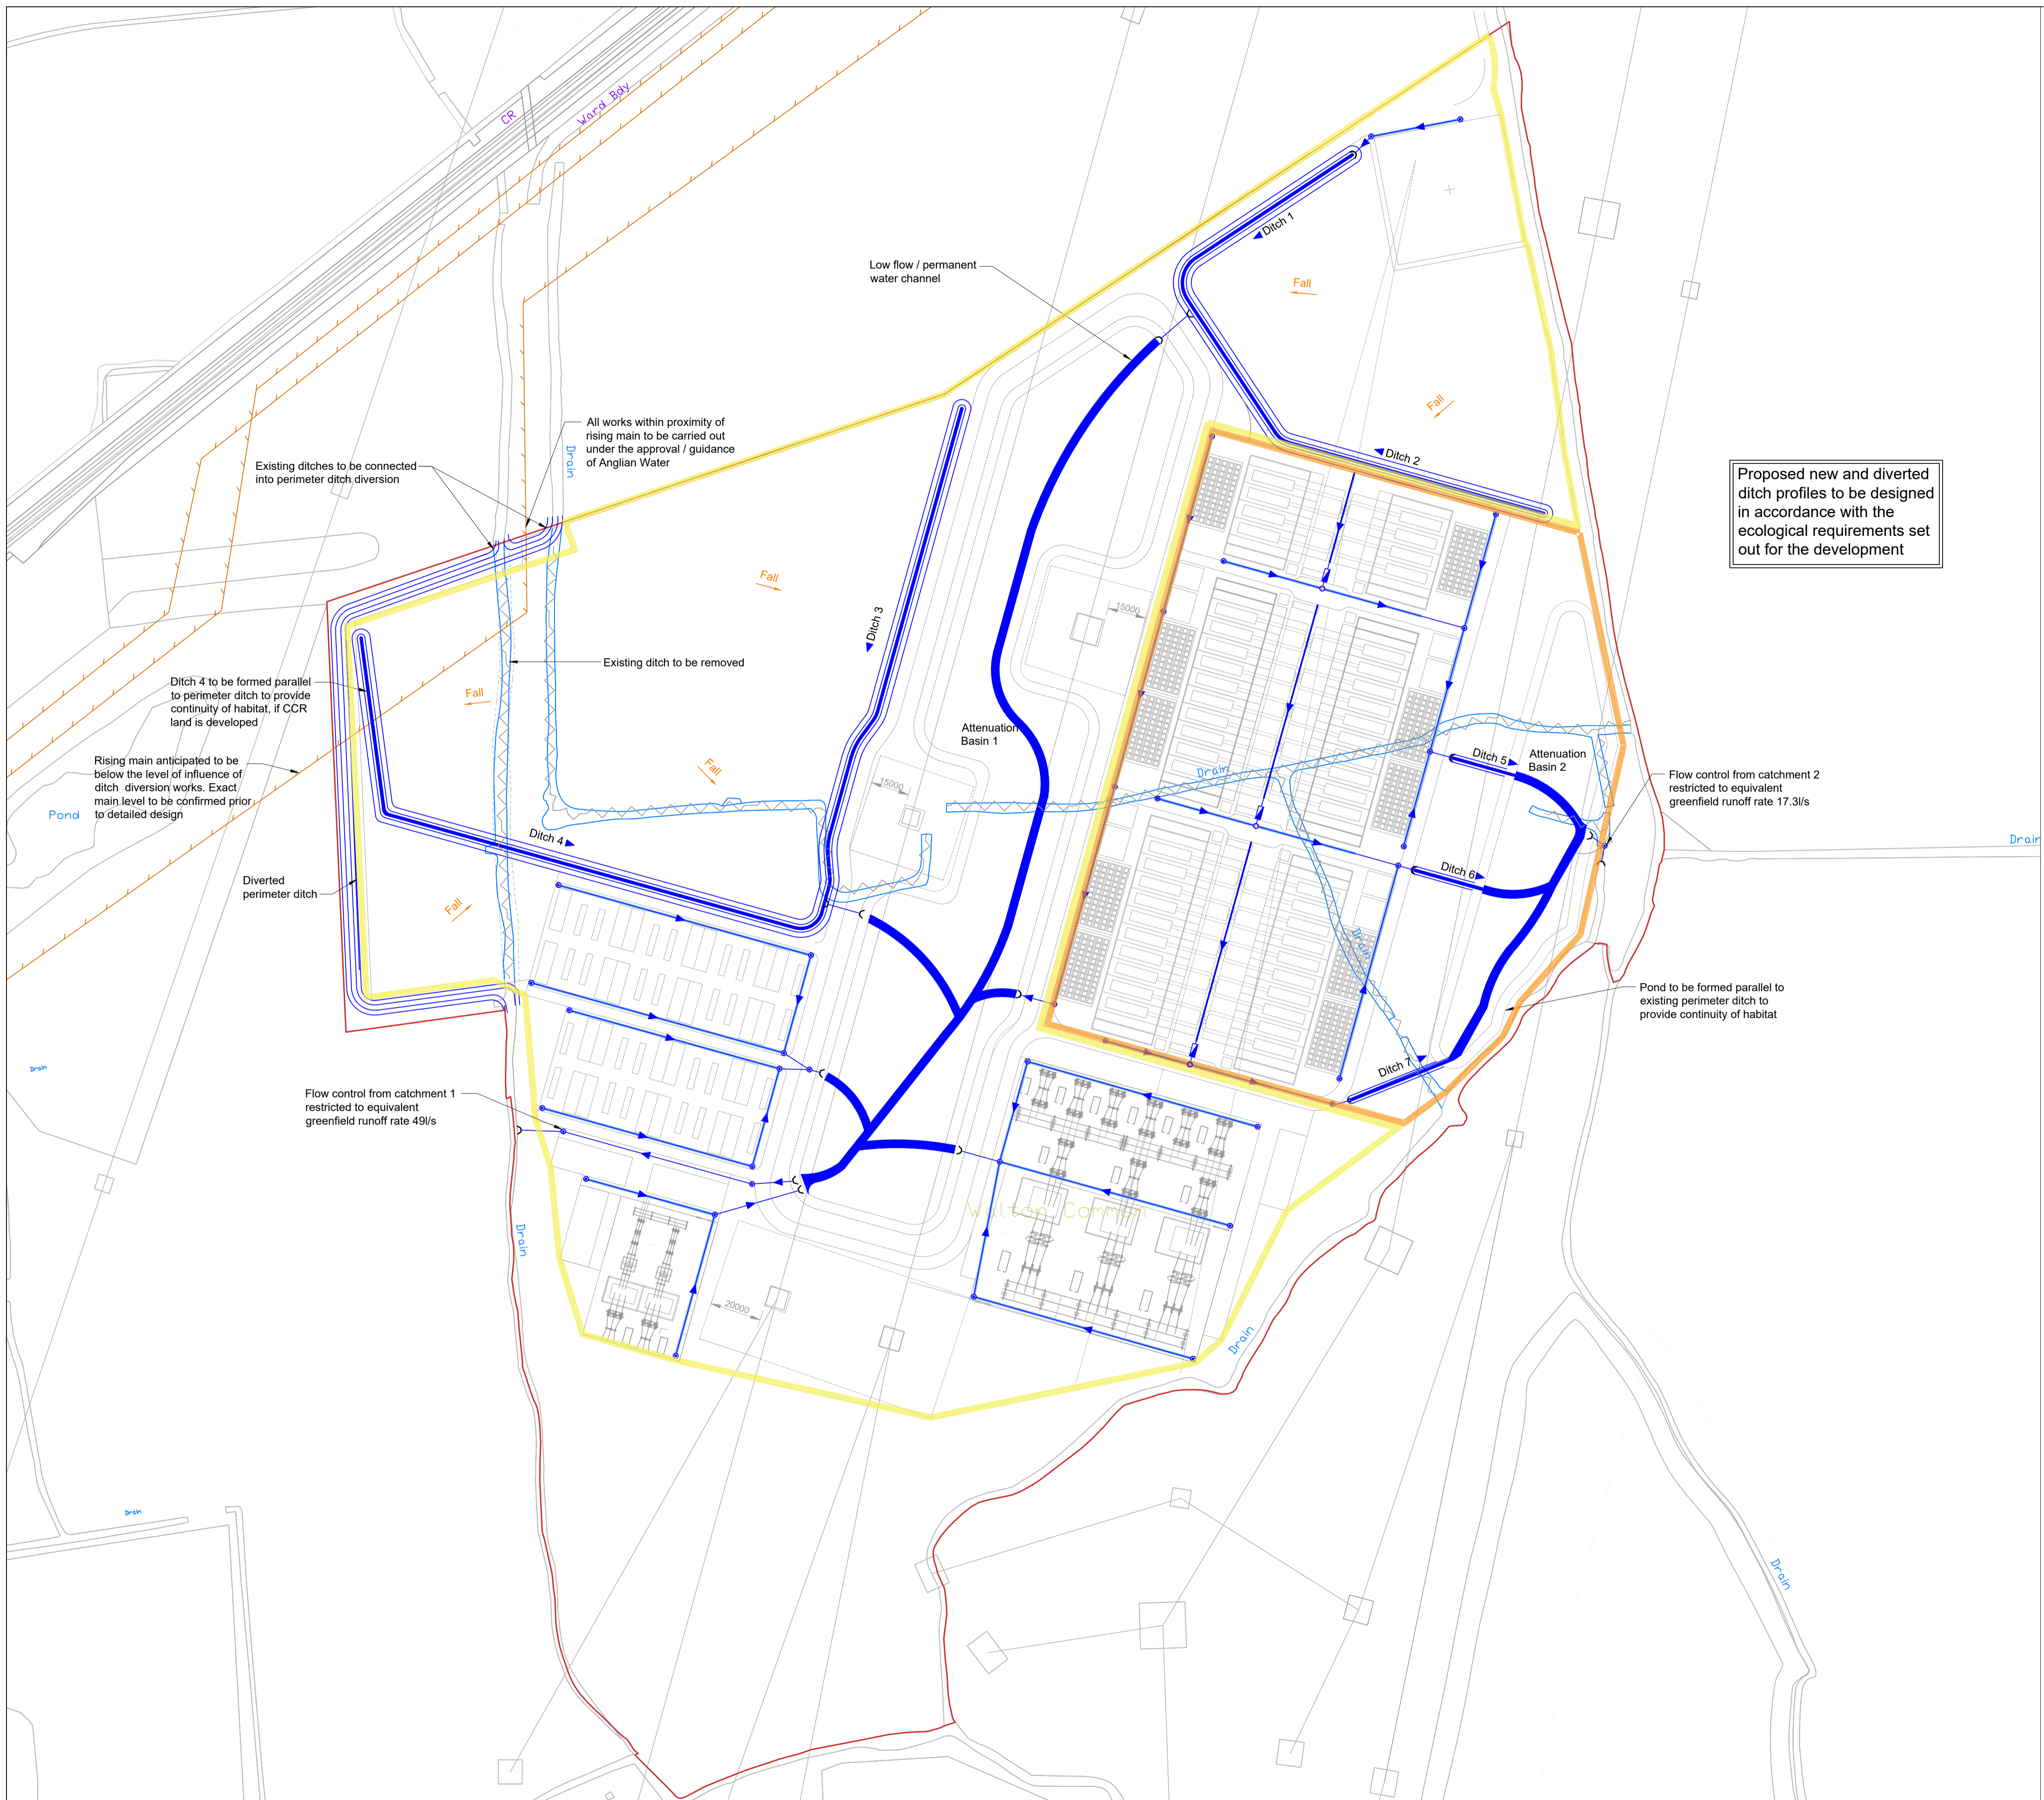 CR
Ward Bdy
Ditch 1
Low flow / permanent
water channel
Fall
Fall
Ditch 2
All works within proximity of
rising main to be carried out
under the approval / guidance
of Anglian Water
Drain
Existing ditches to be connected
into perimeter ditch diversion
Proposed new and diverted
ditch profiles to be designed
in accordance with the
ecological requirements set
out for the development
Fall
15000
Ditch 3
Existing ditch to be removed
Ditch 4 to be formed parallel
to perimeter ditch to provide
continuity of habitat, if CCR
land is developed
Fall
Attenuation
Basin 1
Rising main anticipated to be
below the level of influence of
ditch diversion works. Exact
main level to be confirmed prior
to detailed design
Pond
Fall
15000
Drain
Ditch 5
Attenuation
Basin 2
Flow control from catchment 2
restricted to equivalent
greenfield runoff rate 17.3l/s
Drain
Ditch 4
Ditch 6
Diverted
perimeter ditch
Fall
Drain
Pond to be formed parallel to
existing perimeter ditch to
provide continuity of habitat
Drain
Ditch 7
Flow control from catchment 1
restricted to equivalent
greenfield runoff rate 49l/s
Walton Common
Drain
20000
Drain
Drain
Drain